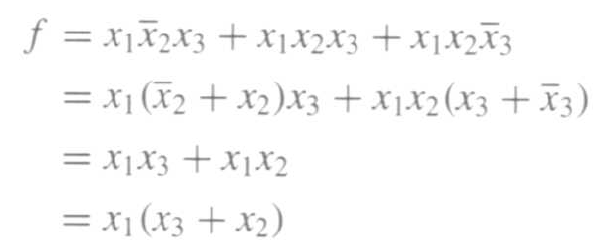 f = x₁x̅₂x₃ + x₁x₂x₃ + x₁x₂x̅₃
= x₁(x̅₂ + x₂)x₃ + x₁x₂(x₃ + x̅₃)
= x₁x₃ + x₁x₂
= x₁(x₃ + x₂)